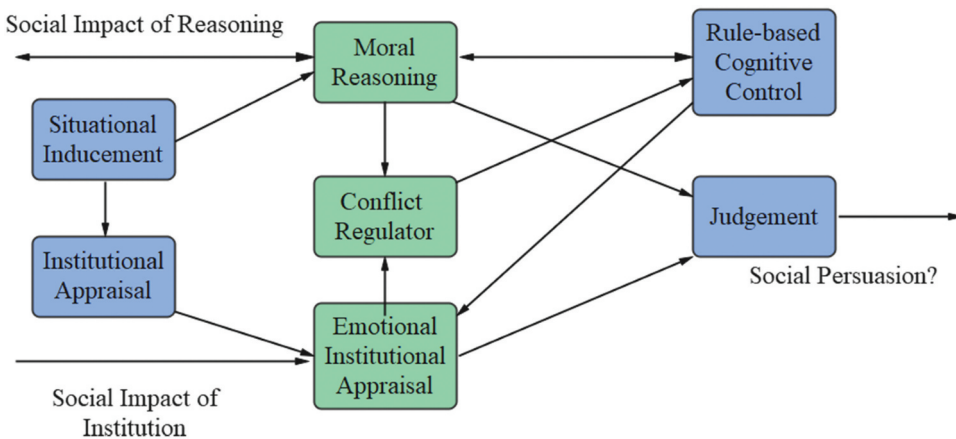 Social Impact of Reasoning
Moral
Reasoning
Rule-based
Cognitive
Control
Situational
Inducement
Conflict
Regulator
Judgement
Institutional
Appraisal
Social Persuasion?
Emotional
Institutional
Appraisal
Social Impact of
Institution